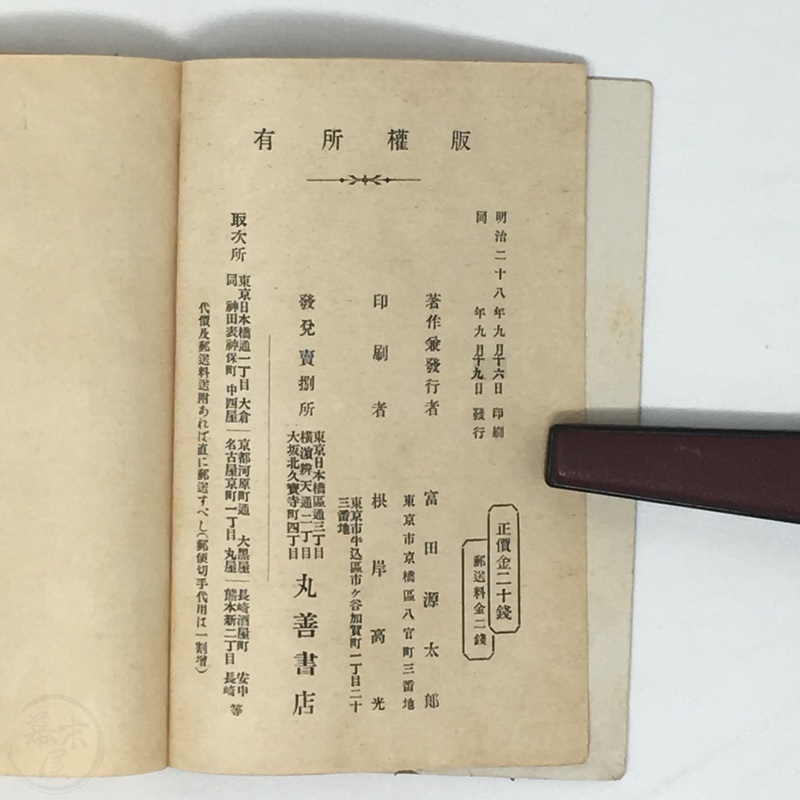 版權所有
明治二十八年九月十六日印刷
同年九月十九日發行
正價金二十錢
郵送料金二錢
著作兼發行者 富田源太郎
東京市京橋區八官町三番地
印刷者 根岸高光
東京市牛込區市ヶ谷加賀町一丁目二十三番地
發兌賣捌所
東京日本橋區通三丁目
横濱辨天通二丁目
大坂北久寶寺町四丁目
丸善書店
取次所
東京日本橋通一丁目 大倉 京都河原町通 大黑屋 長崎酒屋町 安中
同 神田表神保町 中西屋 名古屋京町一丁目 丸屋 熊本新二丁目 長崎 等
代價及郵送料送附あれば直に郵送すべし(郵便切手代用は一割增)
幕末屋